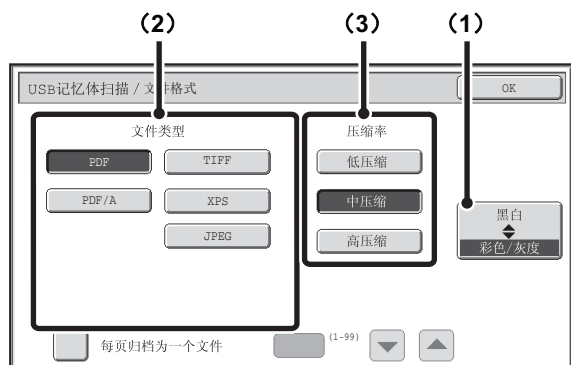 (2) (3) (1)
USB记忆体扫描 / 文件格式 OK
文件类型 压缩率
PDF TIFF 低压缩
PDF/A XPS 中压缩
JPEG 高压缩
黑白
彩色/灰度
每页归档为一个文件 (1-99)